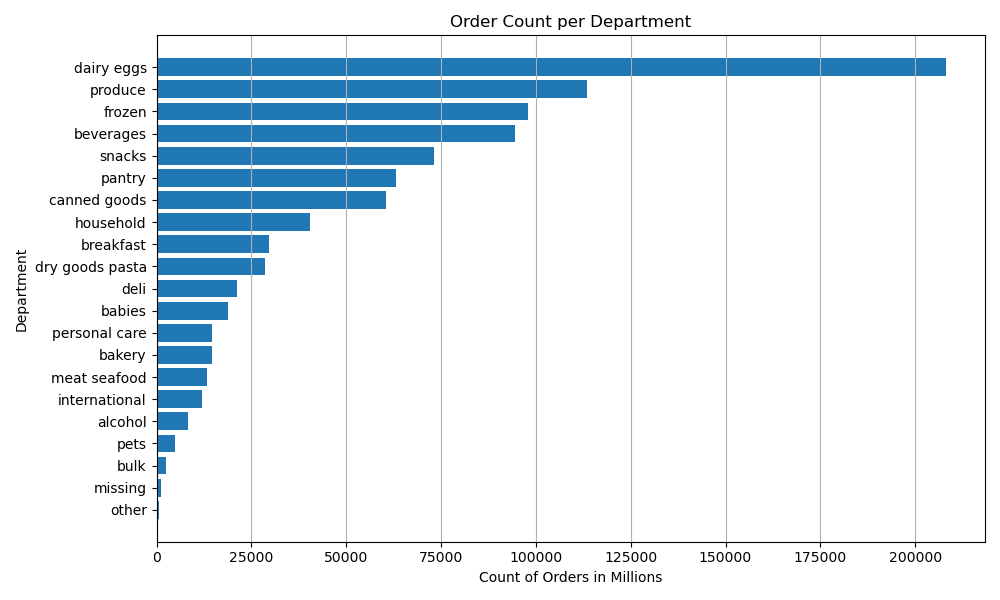 Order Count per Department
Department
dairy eggs
produce
frozen
beverages
snacks
pantry
canned goods
household
breakfast
dry goods pasta
deli
babies
personal care
bakery
meat seafood
international
alcohol
pets
bulk
missing
other
0 25000 50000 75000 100000 125000 150000 175000 200000
Count of Orders in Millions